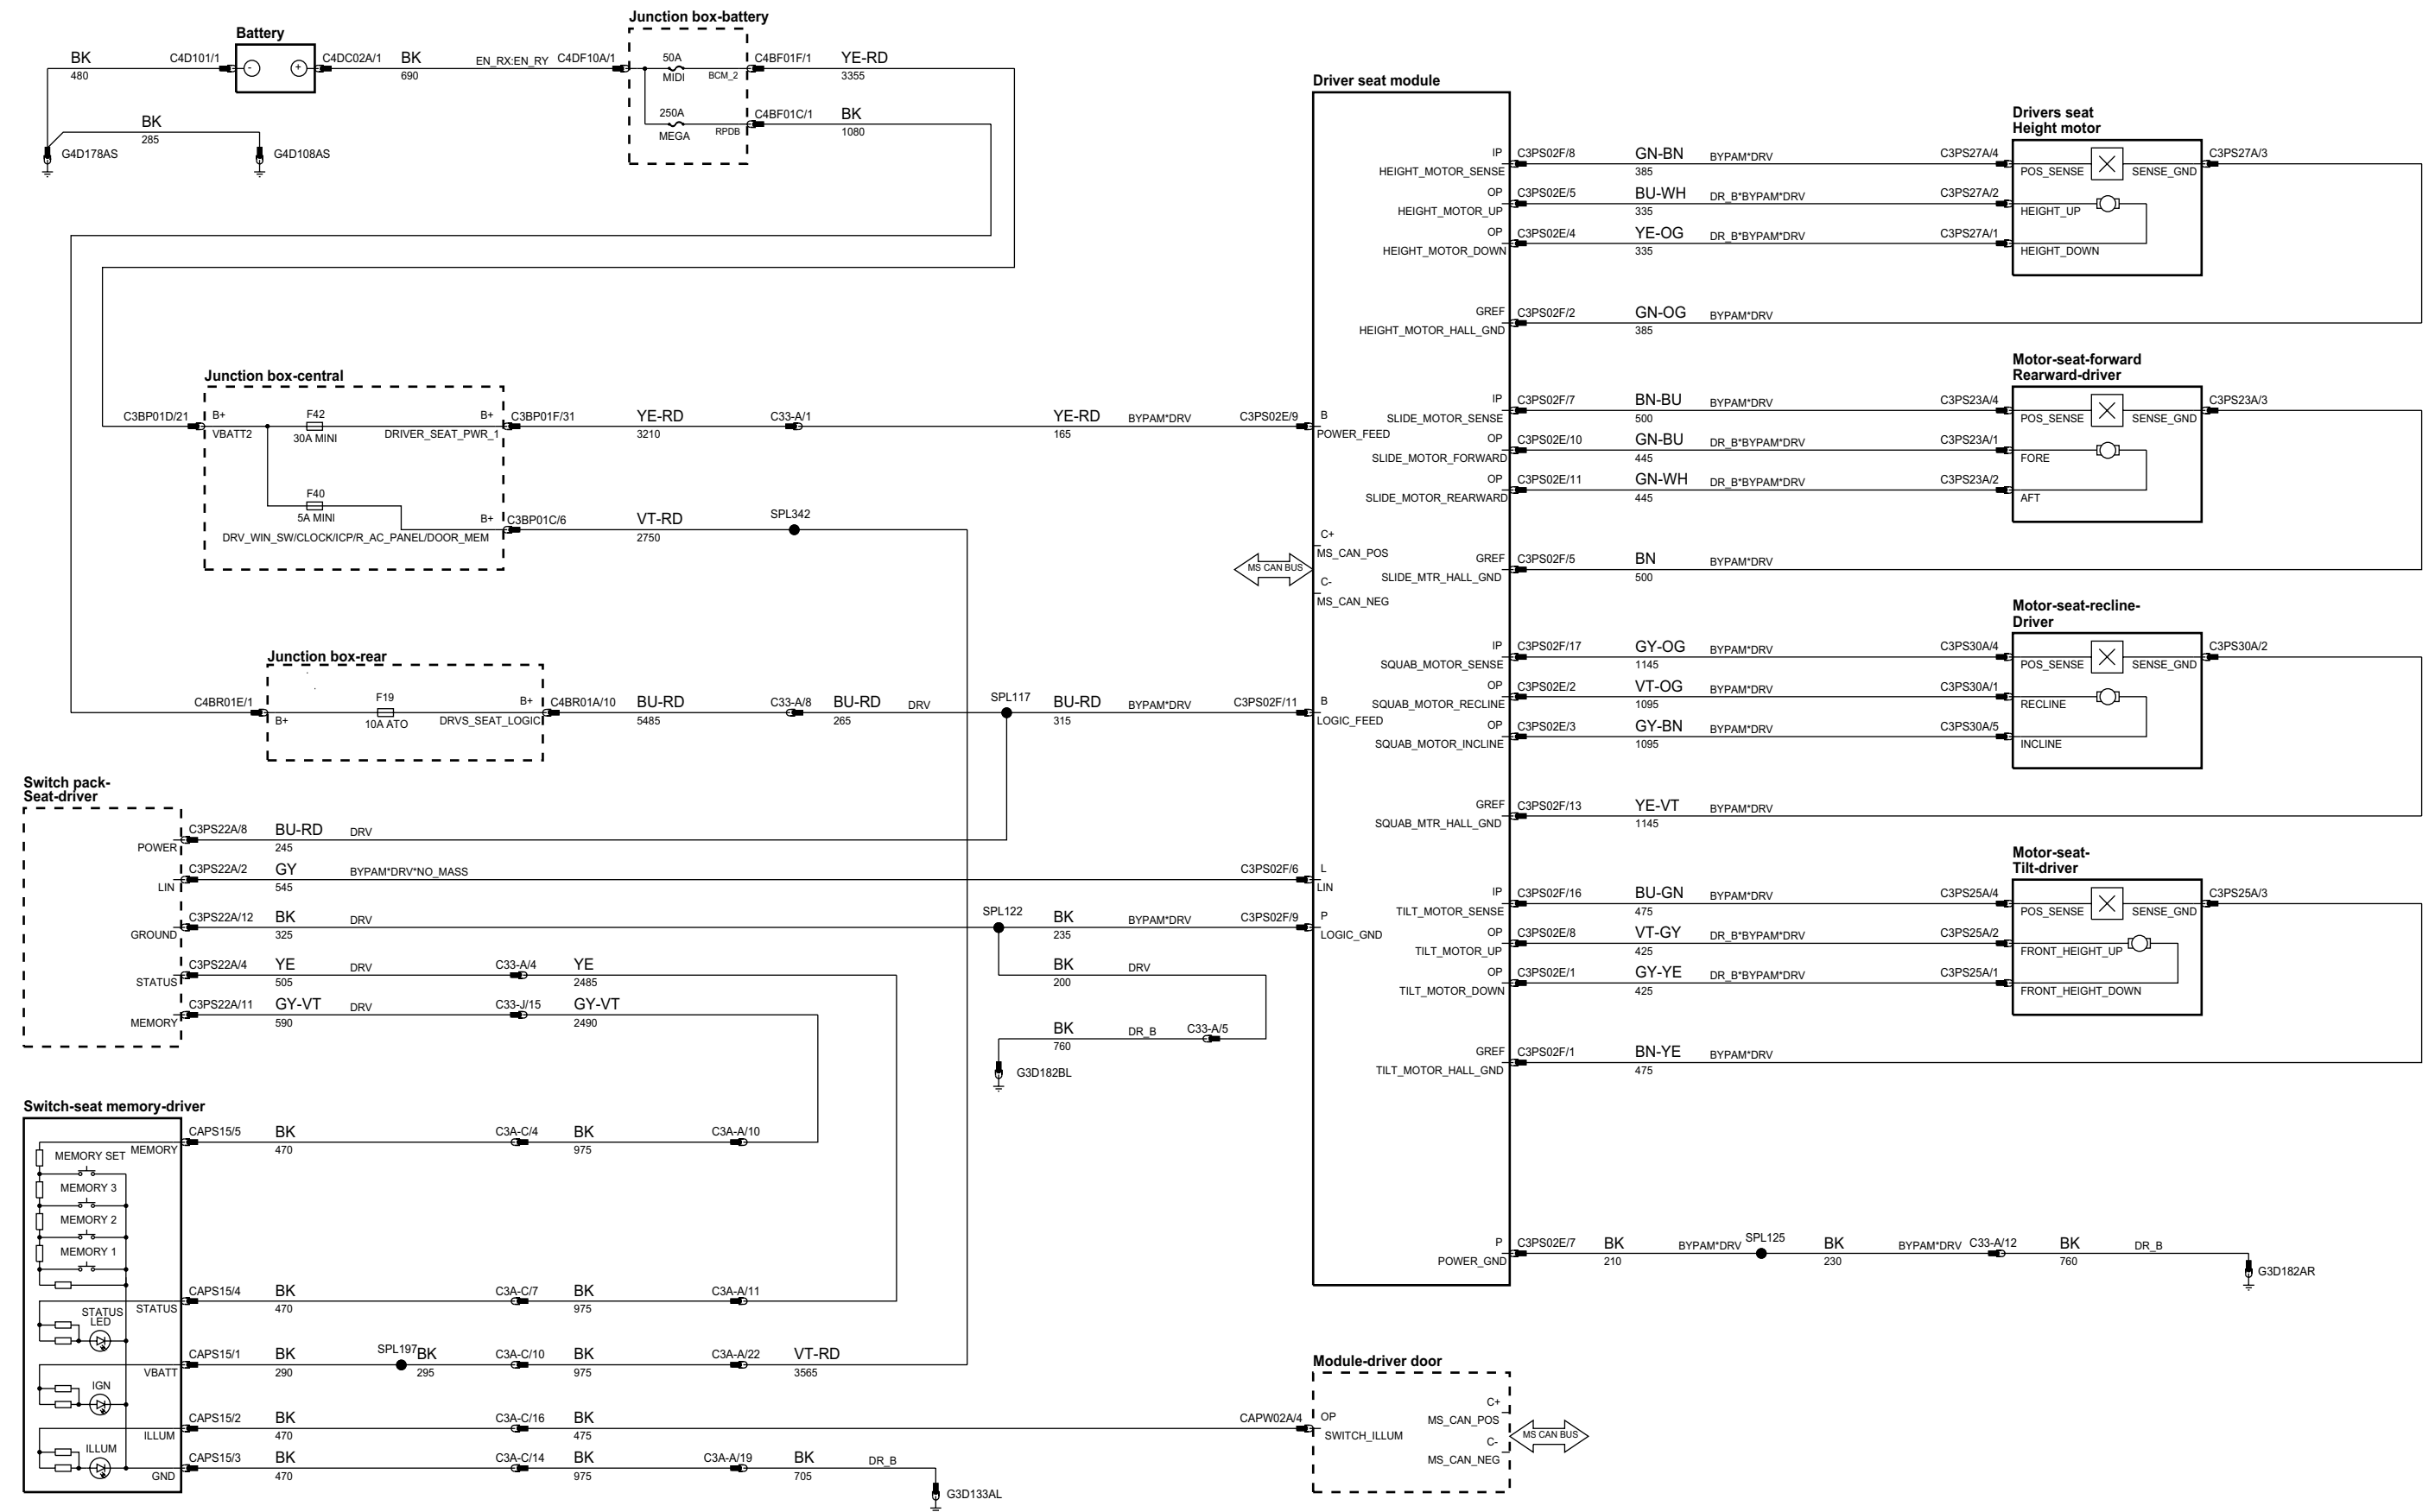 Junction box-battery
Battery
BK
480
C4D101/1
-
+
C4DC02A/1
BK
690
EN_RX:EN_RY
C4DF10A/1
50A
MIDI
BCM_2
C4BF01F/1
YE-RD
3355
250A
MEGA
RPDB
C4BF01C/1
BK
1080
BK
285
G4D178AS
G4D108AS
Junction box-central
C3BP01D/21
B+
VBATT2
F42
30A MINI
B+
DRIVER_SEAT_PWR_1
C3BP01F/31
YE-RD
3210
C33-A/1
YE-RD
165
BYPAM*DRV
C3PS02E/9
F40
5A MINI
B+
DRV_WIN_SW/CLOCK/ICP/R_AC_PANEL/DOOR_MEM
C3BP01C/6
VT-RD
2750
SPL342
Junction box-rear
C4BR01E/1
B+
F19
10A ATO
B+
DRVS_SEAT_LOGIC
C4BR01A/10
BU-RD
5485
C33-A/8
BU-RD
265
DRV
SPL117
BU-RD
315
BYPAM*DRV
C3PS02F/11
Switch pack-
Seat-driver
POWER
C3PS22A/8
BU-RD
245
DRV
LIN
C3PS22A/2
GY
545
BYPAM*DRV*NO_MASS
C3PS02F/6
GROUND
C3PS22A/12
BK
325
DRV
SPL122
BK
235
BYPAM*DRV
C3PS02F/9
BK
200
DRV
BK
760
DR_B
C33-A/5
G3D182BL
STATUS
C3PS22A/4
YE
505
DRV
C33-A/4
YE
2485
MEMORY
C3PS22A/11
GY-VT
590
DRV
C33-J/15
GY-VT
2490
Switch-seat memory-driver
MEMORY
MEMORY SET
MEMORY 3
MEMORY 2
MEMORY 1
CAPS15/5
BK
470
C3A-C/4
BK
975
C3A-A/10
STATUS
STATUS
LED
CAPS15/4
BK
470
C3A-C/7
BK
975
C3A-A/11
VBATT
IGN
CAPS15/1
BK
290
SPL197
BK
295
C3A-C/10
BK
975
C3A-A/22
VT-RD
3565
ILLUM
ILLUM
CAPS15/2
BK
470
C3A-C/16
BK
475
CAPW02A/4
GND
CAPS15/3
BK
470
C3A-C/14
BK
975
C3A-A/19
BK
705
DR_B
G3D133AL
Driver seat module
B
POWER_FEED
C+
MS_CAN_POS
MS CAN BUS
C-
MS_CAN_NEG
B
LOGIC_FEED
L
LIN
P
LOGIC_GND
IP
HEIGHT_MOTOR_SENSE
C3PS02F/8
GN-BN
385
BYPAM*DRV
C3PS27A/4
OP
HEIGHT_MOTOR_UP
C3PS02E/5
BU-WH
335
DR_B*BYPAM*DRV
C3PS27A/2
OP
HEIGHT_MOTOR_DOWN
C3PS02E/4
YE-OG
335
DR_B*BYPAM*DRV
C3PS27A/1
GREF
HEIGHT_MOTOR_HALL_GND
C3PS02F/2
GN-OG
385
BYPAM*DRV
Drivers seat
Height motor
POS_SENSE
SENSE_GND
HEIGHT_UP
HEIGHT_DOWN
C3PS27A/3
IP
SLIDE_MOTOR_SENSE
C3PS02F/7
BN-BU
500
BYPAM*DRV
C3PS23A/4
OP
SLIDE_MOTOR_FORWARD
C3PS02E/10
GN-BU
445
DR_B*BYPAM*DRV
C3PS23A/1
OP
SLIDE_MOTOR_REARWARD
C3PS02E/11
GN-WH
445
DR_B*BYPAM*DRV
C3PS23A/2
GREF
SLIDE_MTR_HALL_GND
C3PS02F/5
BN
500
BYPAM*DRV
Motor-seat-forward
Rearward-driver
POS_SENSE
SENSE_GND
FORE
AFT
C3PS23A/3
IP
SQUAB_MOTOR_SENSE
C3PS02F/17
GY-OG
1145
BYPAM*DRV
C3PS30A/4
OP
SQUAB_MOTOR_RECLINE
C3PS02E/2
VT-OG
1095
BYPAM*DRV
C3PS30A/1
OP
SQUAB_MOTOR_INCLINE
C3PS02E/3
GY-BN
1095
BYPAM*DRV
C3PS30A/5
GREF
SQUAB_MTR_HALL_GND
C3PS02F/13
YE-VT
1145
BYPAM*DRV
Motor-seat-recline-
Driver
POS_SENSE
SENSE_GND
RECLINE
INCLINE
C3PS30A/2
IP
TILT_MOTOR_SENSE
C3PS02F/16
BU-GN
475
BYPAM*DRV
C3PS25A/4
OP
TILT_MOTOR_UP
C3PS02E/8
VT-GY
425
DR_B*BYPAM*DRV
C3PS25A/2
OP
TILT_MOTOR_DOWN
C3PS02E/1
GY-YE
425
DR_B*BYPAM*DRV
C3PS25A/1
GREF
TILT_MOTOR_HALL_GND
C3PS02F/1
BN-YE
475
BYPAM*DRV
Motor-seat-
Tilt-driver
POS_SENSE
SENSE_GND
FRONT_HEIGHT_UP
FRONT_HEIGHT_DOWN
C3PS25A/3
P
POWER_GND
C3PS02E/7
BK
210
BYPAM*DRV
SPL125
BK
230
BYPAM*DRV
C33-A/12
BK
760
DR_B
G3D182AR
Module-driver door
OP
SWITCH_ILLUM
C+
MS_CAN_POS
C-
MS_CAN_NEG
MS CAN BUS